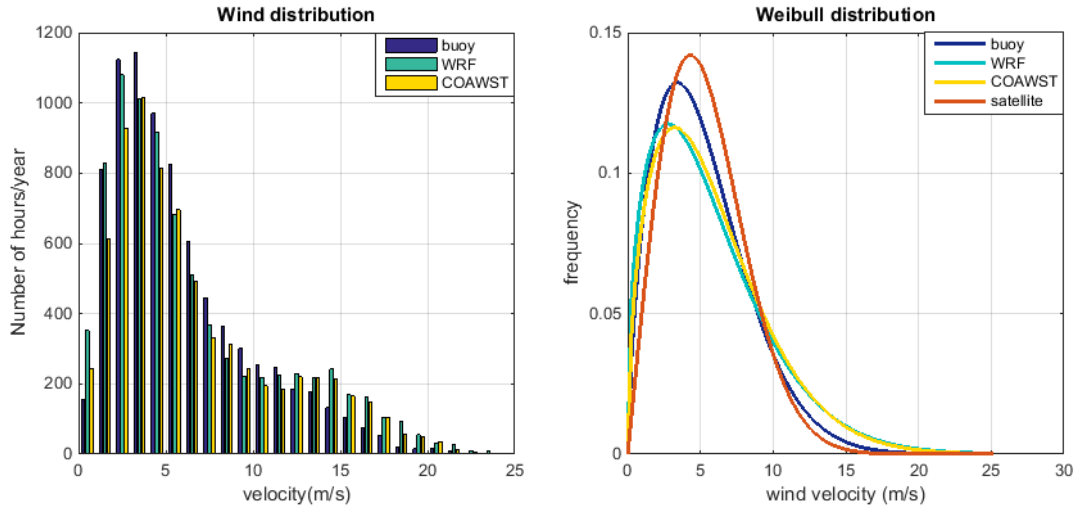 Wind distribution
1200
1000
800
600
400
200
0
0
5
10
15
20
25
Number of hours/year
velocity(m/s)
buoy
WRF
COAWST
Weibull distribution
0.15
0.1
0.05
0
0
5
10
15
20
25
30
frequency
wind velocity (m/s)
buoy
WRF
COAWST
satellite